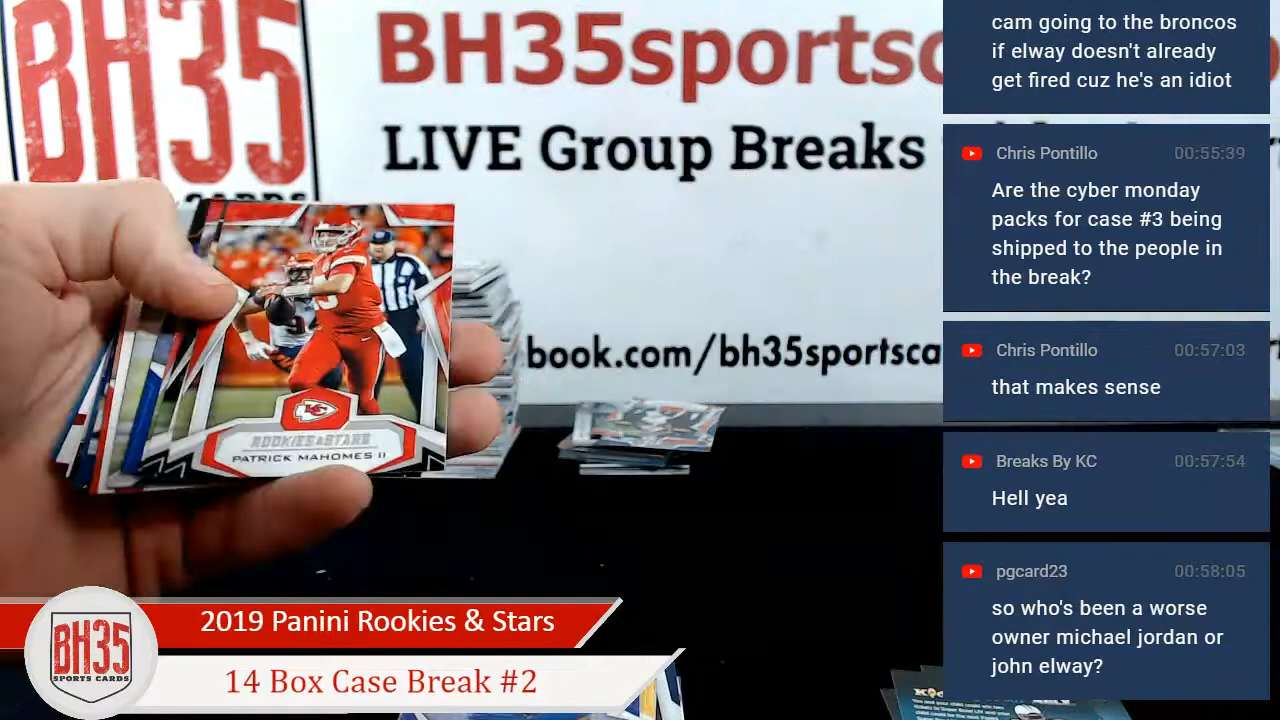 BH35
BH35sportsc
LIVE Group Breaks
book.com/bh35sportsca
KC
ROOKIES & STARS
PATRICK MAHOMES II
cam going to the broncos
if elway doesn't already
get fired cuz he's an idiot
Chris Pontillo 00:55:39
Are the cyber monday
packs for case #3 being
shipped to the people in
the break?
Chris Pontillo 00:57:03
that makes sense
Breaks By KC 00:57:54
Hell yea
pgcard23 00:58:05
so who's been a worse
owner michael jordan or
john elway?
BH35
SPORTS CARDS
2019 Panini Rookies & Stars
14 Box Case Break #2